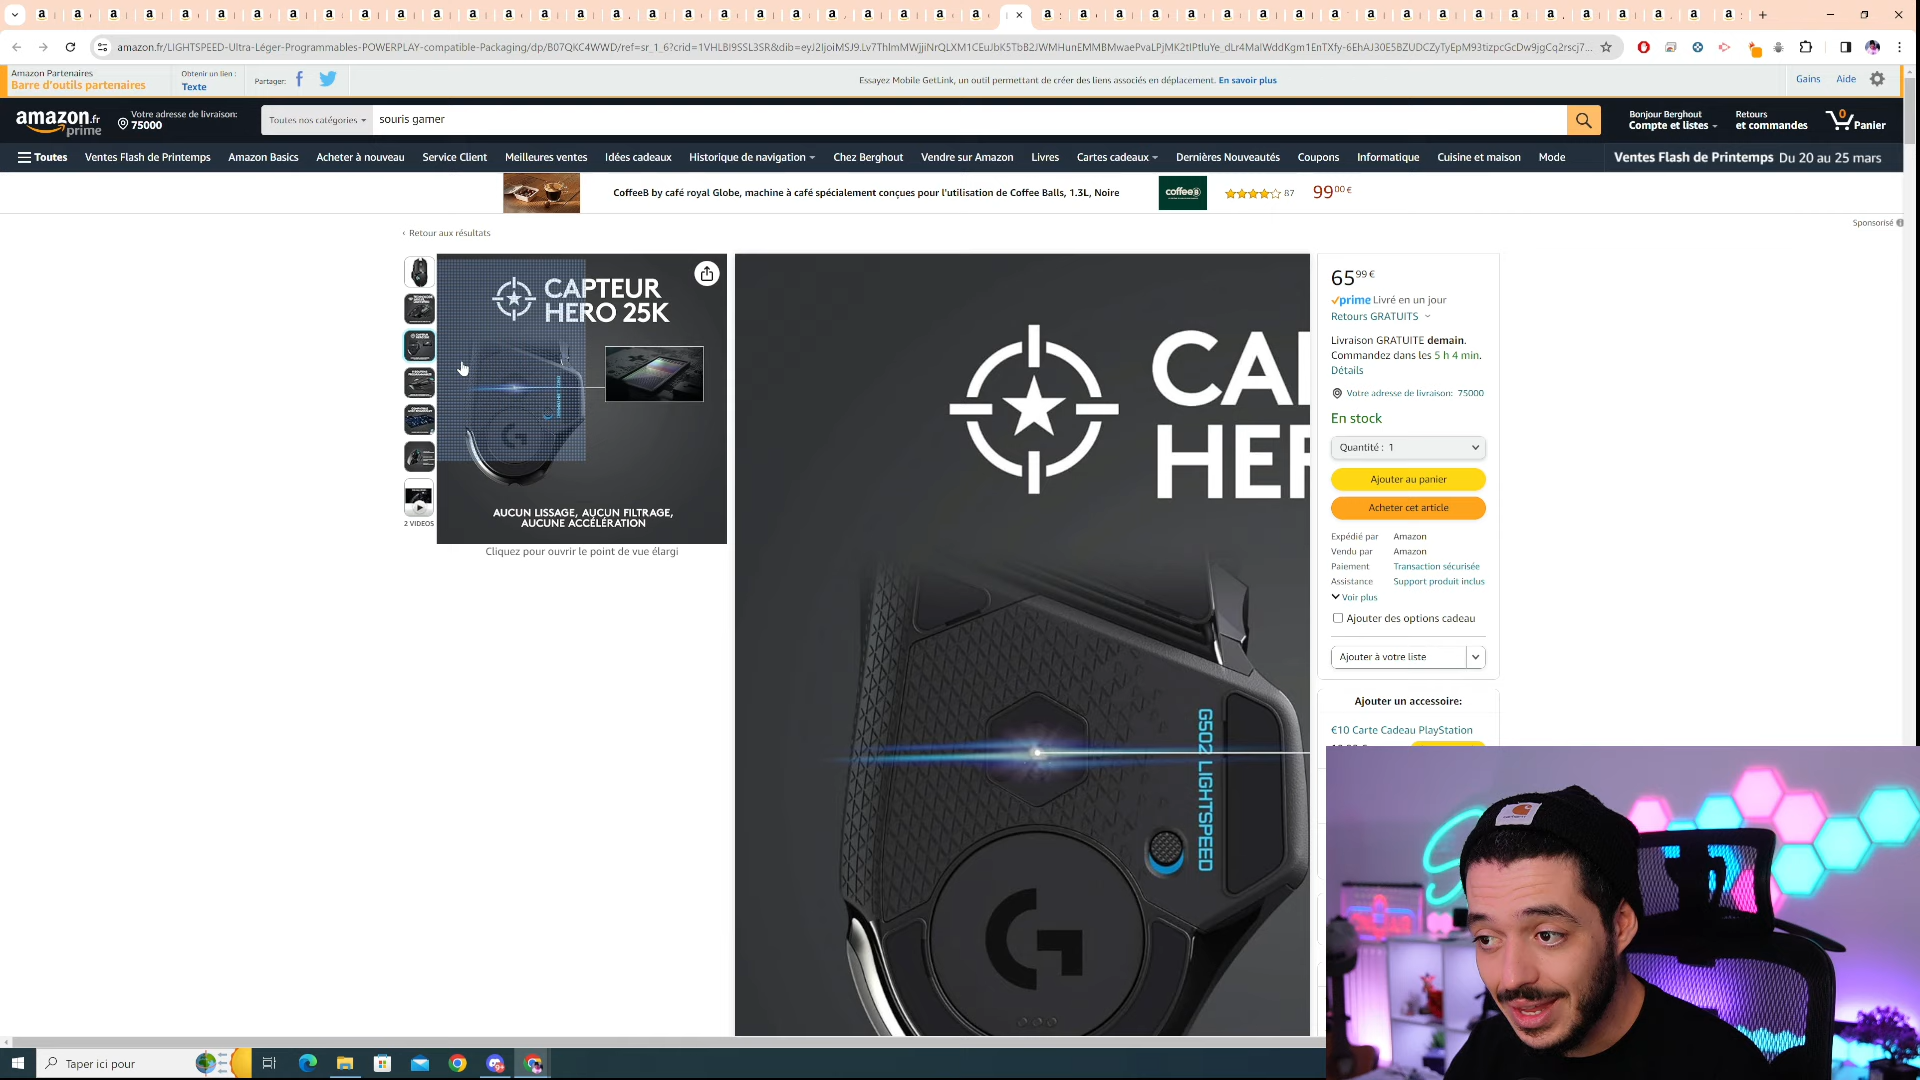 amazon.fr/LIGHTSPEED-Ultra-Léger-Programmables-POWERPLAY-compatible-Packaging/dp/B07QKC4WWD/ref=sr_1_6?crid=1VHLBI9SSL3SR&dib=
Amazon Partenaires
Barre d'outils partenaires
Obtenir un lien :
Texte
Partager:
Essayez Mobile GetLink, un outil permettant de créer des liens associés en déplacement. En savoir plus
Gains
Aide
amazon.fr
prime
Votre adresse de livraison:
75000
Toutes nos catégories
souris gamer
Bonjour Berghout
Compte et listes
Retours
et commandes
0
Panier
Toutes
Ventes Flash de Printemps
Amazon Basics
Acheter à nouveau
Service Client
Meilleures ventes
Idées cadeaux
Historique de navigation
Chez Berghout
Vendre sur Amazon
Livres
Cartes cadeaux
Dernières Nouveautés
Coupons
Informatique
Cuisine et maison
Mode
Ventes Flash de Printemps Du 20 au 25 mars
CoffeeB by café royal Globe, machine à café spécialement conçues pour l'utilisation de Coffee Balls, 1.3L, Noire
coffeeB
87
99,00 €
Sponsorisé
‹ Retour aux résultats
CAPTEUR
HERO 25K
AUCUN LISSAGE, AUCUN FILTRAGE,
AUCUNE ACCÉLÉRATION
2 VIDEOS
Cliquez pour ouvrir le point de vue élargi
CA
HE
G502 LIGHTSPEED
65,99 €
prime Livré en un jour
Retours GRATUITS
Livraison GRATUITE demain.
Commandez dans les 5 h 4 min.
Détails
Votre adresse de livraison: 75000
En stock
Quantité : 1
Ajouter au panier
Acheter cet article
Expédié par Amazon
Vendu par Amazon
Paiement Transaction sécurisée
Assistance Support produit inclus
Voir plus
Ajouter des options cadeau
Ajouter à votre liste
Ajouter un accessoire:
€10 Carte Cadeau PlayStation
Taper ici pour